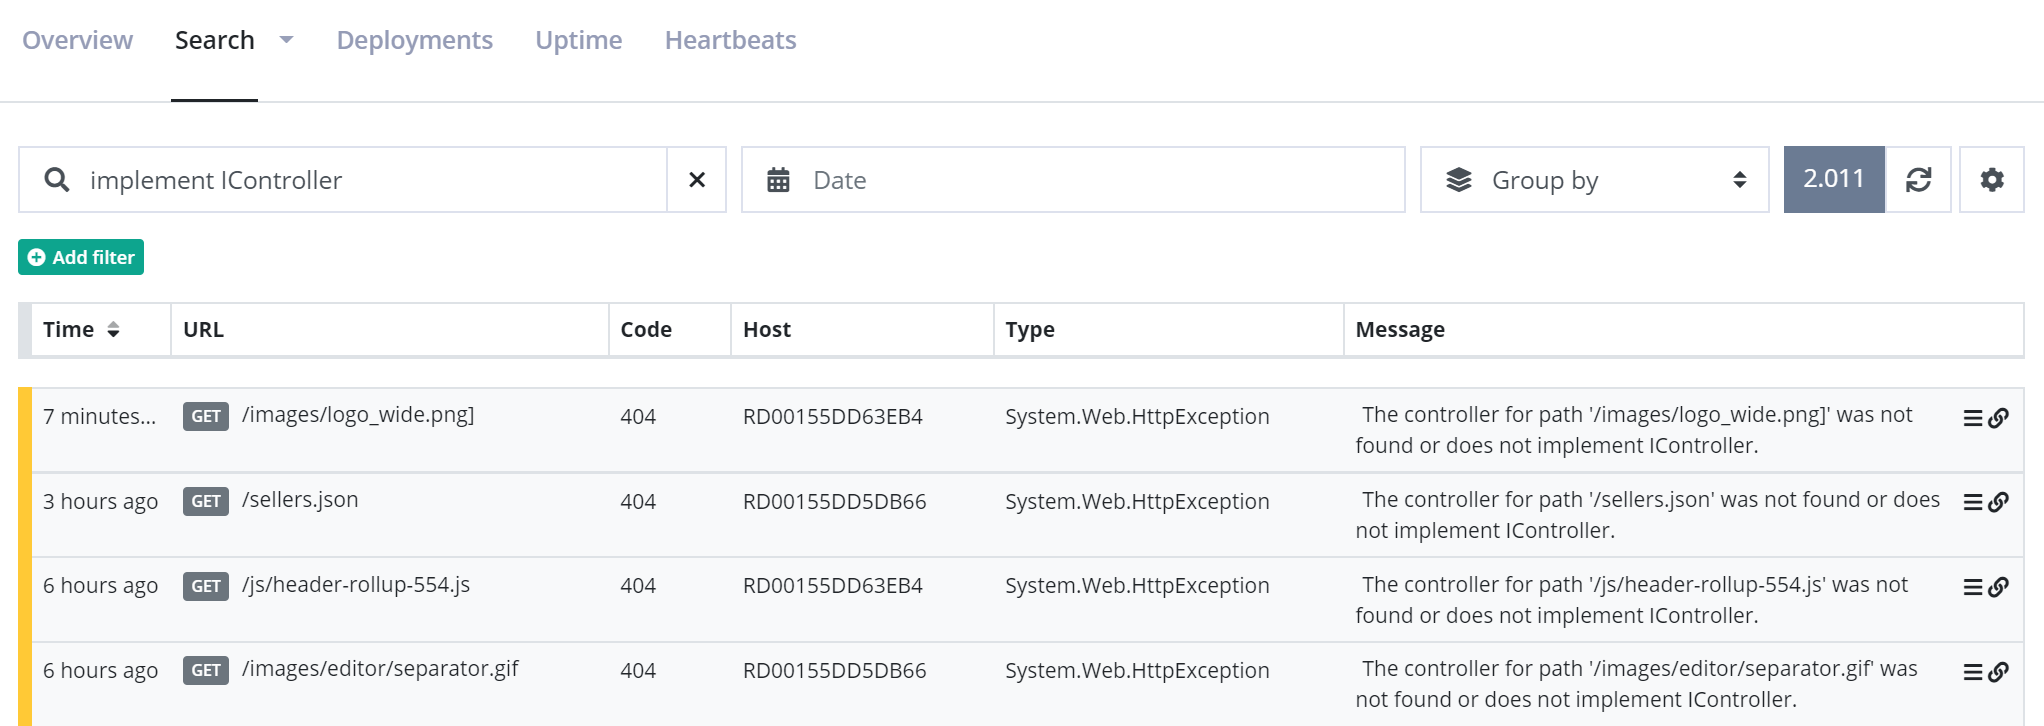 Overview Search Deployments Uptime Heartbeats
implement IController Date Group by 2.011
Add filter
Time URL Code Host Type Message
7 minutes... GET /images/logo_wide.png] 404 RD00155DD63EB4 System.Web.HttpException The controller for path '/images/logo_wide.png]' was not
found or does not implement IController.
3 hours ago GET /sellers.json 404 RD00155DD5DB66 System.Web.HttpException The controller for path '/sellers.json' was not found or does
not implement IController.
6 hours ago GET /js/header-rollup-554.js 404 RD00155DD63EB4 System.Web.HttpException The controller for path '/js/header-rollup-554.js' was not
found or does not implement IController.
6 hours ago GET /images/editor/separator.gif 404 RD00155DD5DB66 System.Web.HttpException The controller for path '/images/editor/separator.gif' was
not found or does not implement IController.